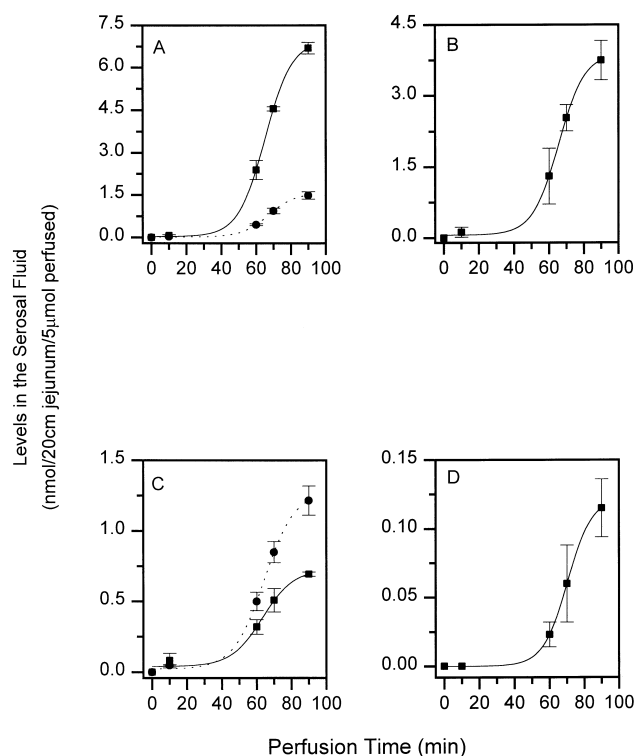 Levels in the Serosal Fluid
(nmol/20cm jejunum/5μmol perfused)
A
7.5
6.0
4.5
3.0
1.5
0.0
0 20 40 60 80 100
B
4.5
3.0
1.5
0.0
0 20 40 60 80 100
C
1.5
1.0
0.5
0.0
0 20 40 60 80 100
D
0.15
0.10
0.05
0.00
0 20 40 60 80 100
Perfusion Time (min)